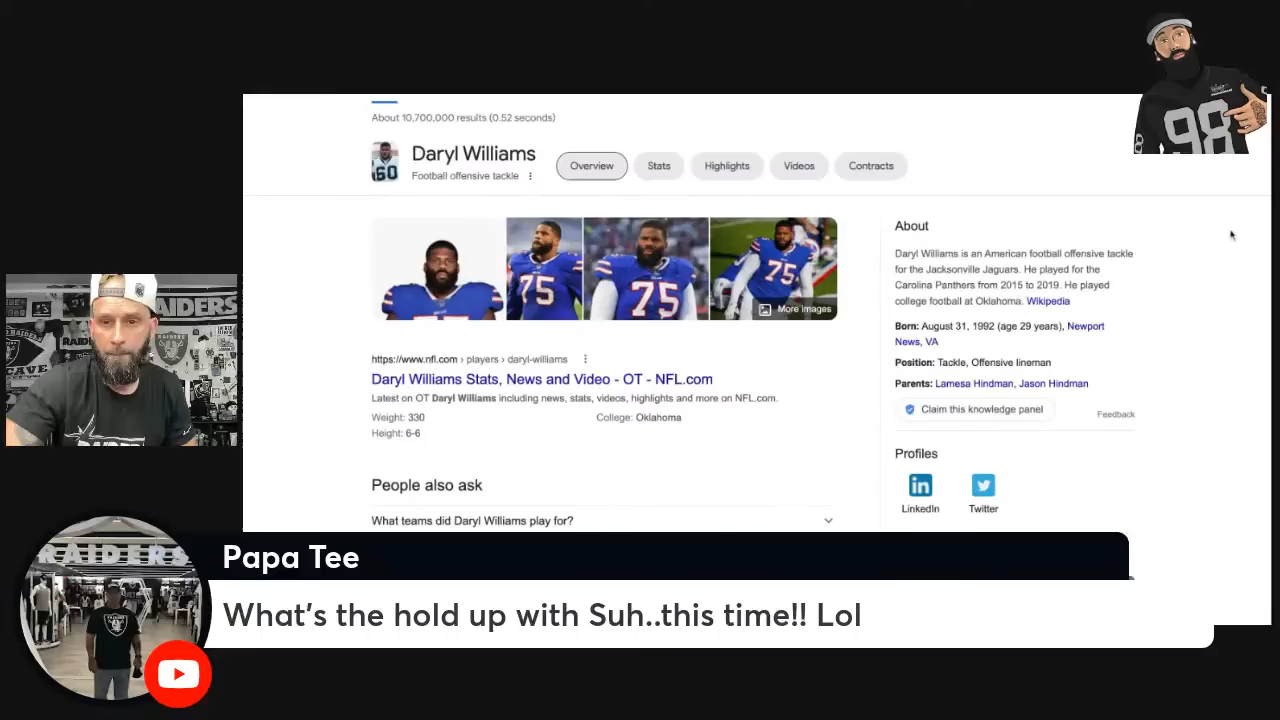 About 10,700,000 results (0.52 seconds)
Daryl Williams
Football offensive tackle
Overview
Stats
Highlights
Videos
Contracts
60
75
75
75
More images
https://www.nfl.com › players › daryl-williams
Daryl Williams Stats, News and Video - OT - NFL.com
Latest on OT Daryl Williams including news, stats, videos, highlights and more on NFL.com.
Weight: 330
College: Oklahoma
Height: 6-6
People also ask
What teams did Daryl Williams play for?
About
Daryl Williams is an American football offensive tackle
for the Jacksonville Jaguars. He played for the
Carolina Panthers from 2015 to 2019. He played
college football at Oklahoma. Wikipedia
Born: August 31, 1992 (age 29 years), Newport
News, VA
Position: Tackle, Offensive lineman
Parents: Lamesa Hindman, Jason Hindman
Claim this knowledge panel
Feedback
Profiles
LinkedIn
Twitter
98
RAIDERS
RAIDERS
Papa Tee
What's the hold up with Suh..this time!! Lol